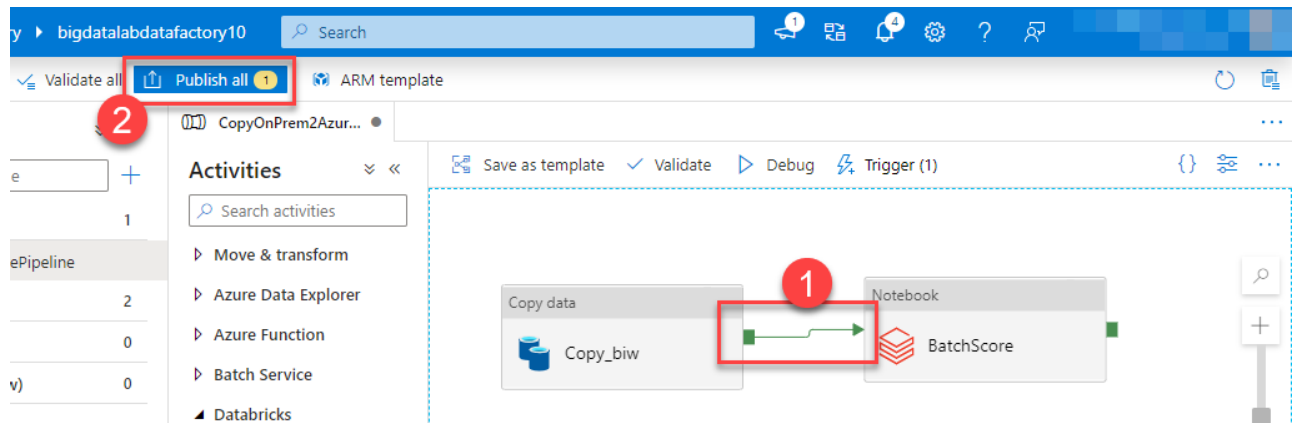 ry bigdatalabdatafactory10 Search 1 4
Validate all Publish all 1 ARM template
2 CopyOnPrem2Azur...
e
1
ePipeline
2
0
w) 0
Activities
Search activities
Move & transform
Azure Data Explorer
Azure Function
Batch Service
Databricks
Save as template Validate Debug Trigger (1) {}
Copy data
Copy_biw
1
Notebook
BatchScore